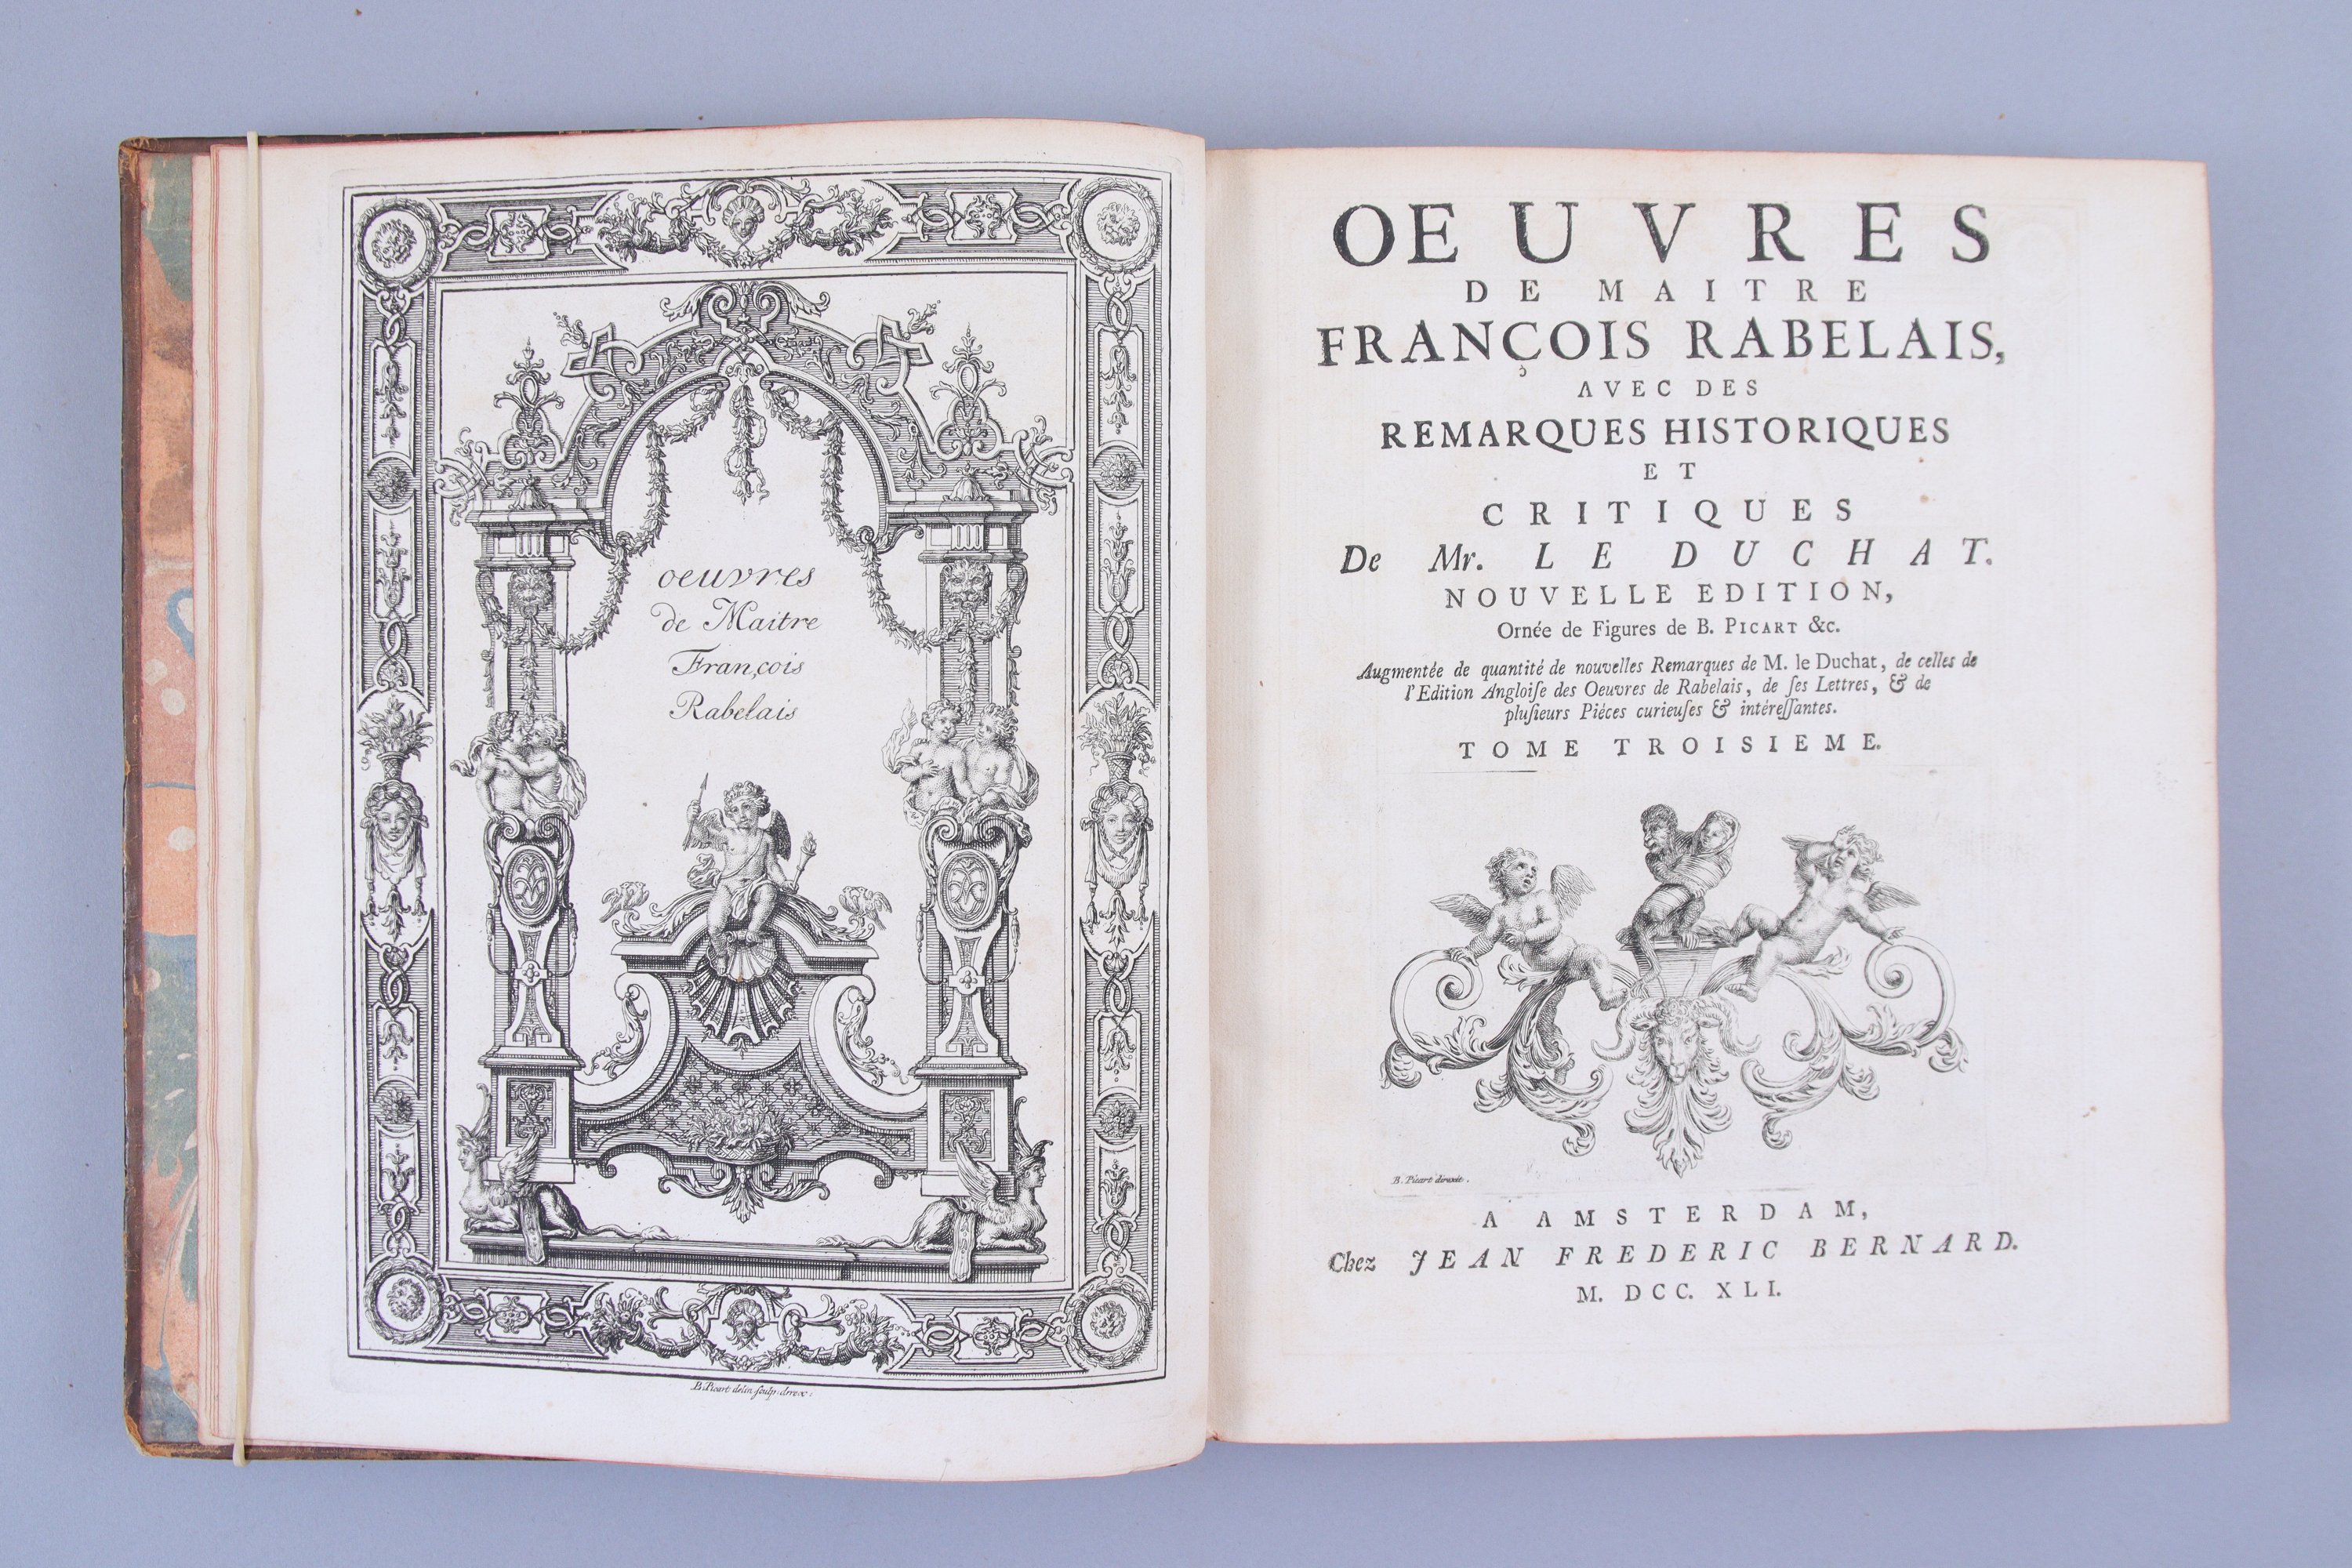 oeuvres
de Maitre
François
Rabelais
B. Picart delin. sculp. direx:
OEUVRES
DE MAITRE
FRANÇOIS RABELAIS,
AVEC DES
REMARQUES HISTORIQUES
ET
CRITIQUES
De Mr. LE DUCHAT.
NOUVELLE EDITION,
Ornée de Figures de B. PICART &c.
Augmentée de quantité de nouvelles Remarques de M. le Duchat, de celles de
l'Edition Angloiſe des Oeuvres de Rabelais, de ſes Lettres, & de
pluſieurs Piéces curieuſes & intéreſſantes.
TOME TROISIEME.
B. Picart direxit.
A AMSTERDAM,
Chez JEAN FREDERIC BERNARD.
M. DCC. XLI.